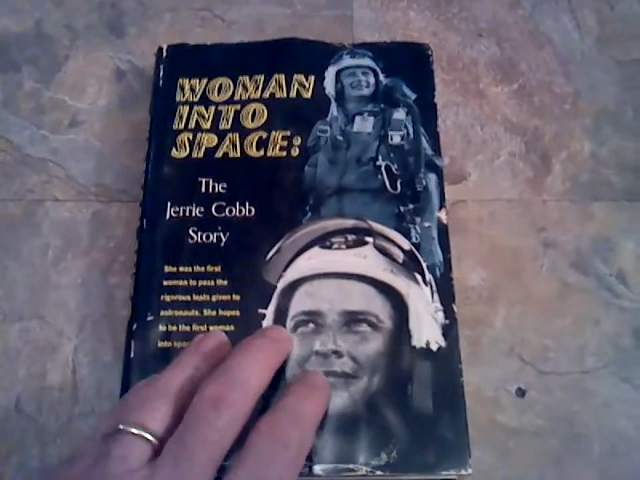 WOMAN
INTO
SPACE:
The
Jerrie Cobb
Story
She was the first
woman to pass the
rigorous tests given to
astronauts. She hopes
to be the first woman
into